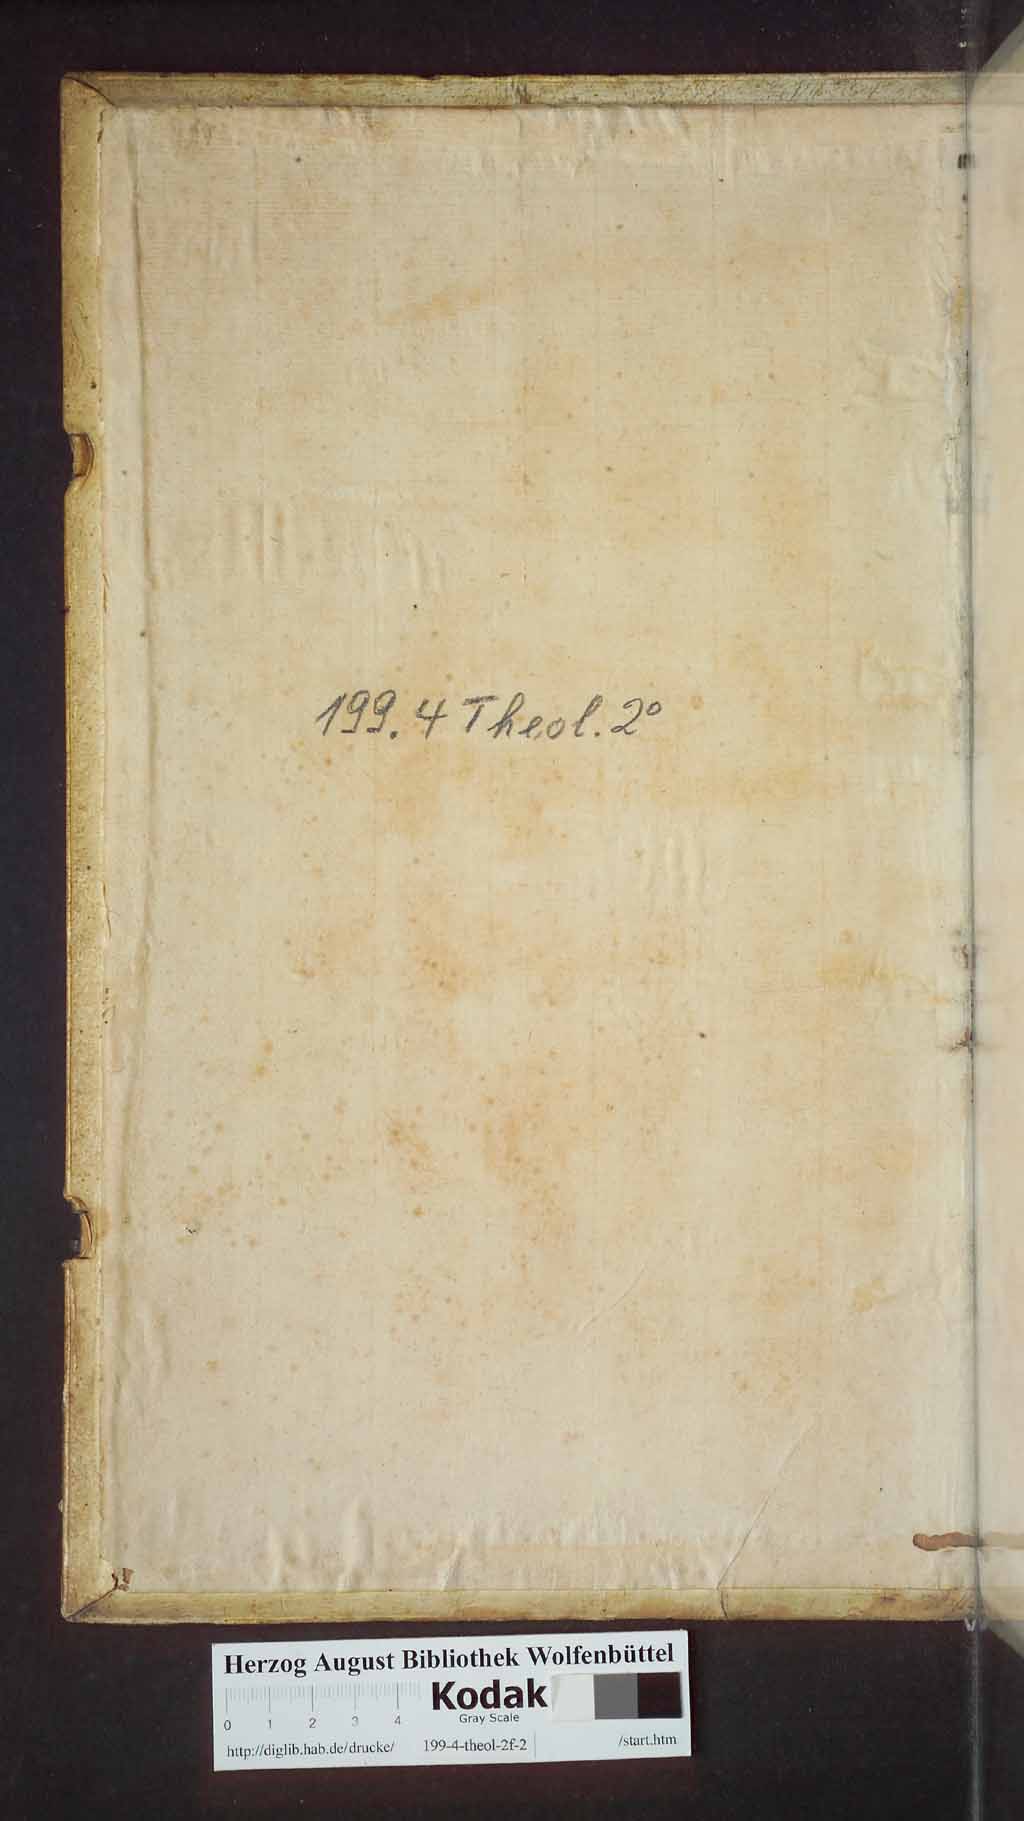 199. 4 Theol. 2°
Herzog August Bibliothek Wolfenbüttel
Kodak
Gray Scale
0 1 2 3 4
http://diglib.hab.de/drucke/ 199-4-theol-2f-2 /start.htm